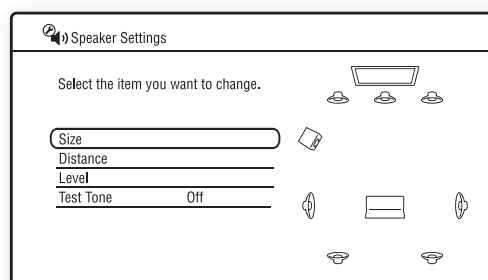 Speaker Settings
Select the item you want to change.
Size
Distance
Level
Test Tone Off